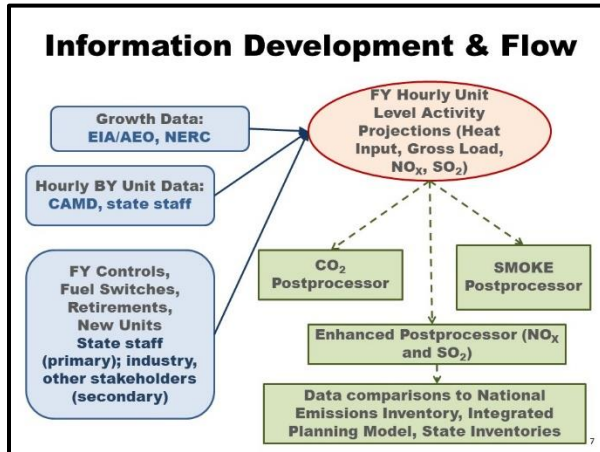 Information Development & Flow
Growth Data:
EIA/AEO, NERC
Hourly BY Unit Data:
CAMD, state staff
FY Controls,
Fuel Switches,
Retirements,
New Units
State staff
(primary); industry,
other stakeholders
(secondary)
FY Hourly Unit
Level Activity
Projections (Heat
Input, Gross Load,
NOₓ, SO₂)
CO₂
Postprocessor
SMOKE
Postprocessor
Enhanced Postprocessor (NOₓ
and SO₂)
Data comparisons to National
Emissions Inventory, Integrated
Planning Model, State Inventories
7